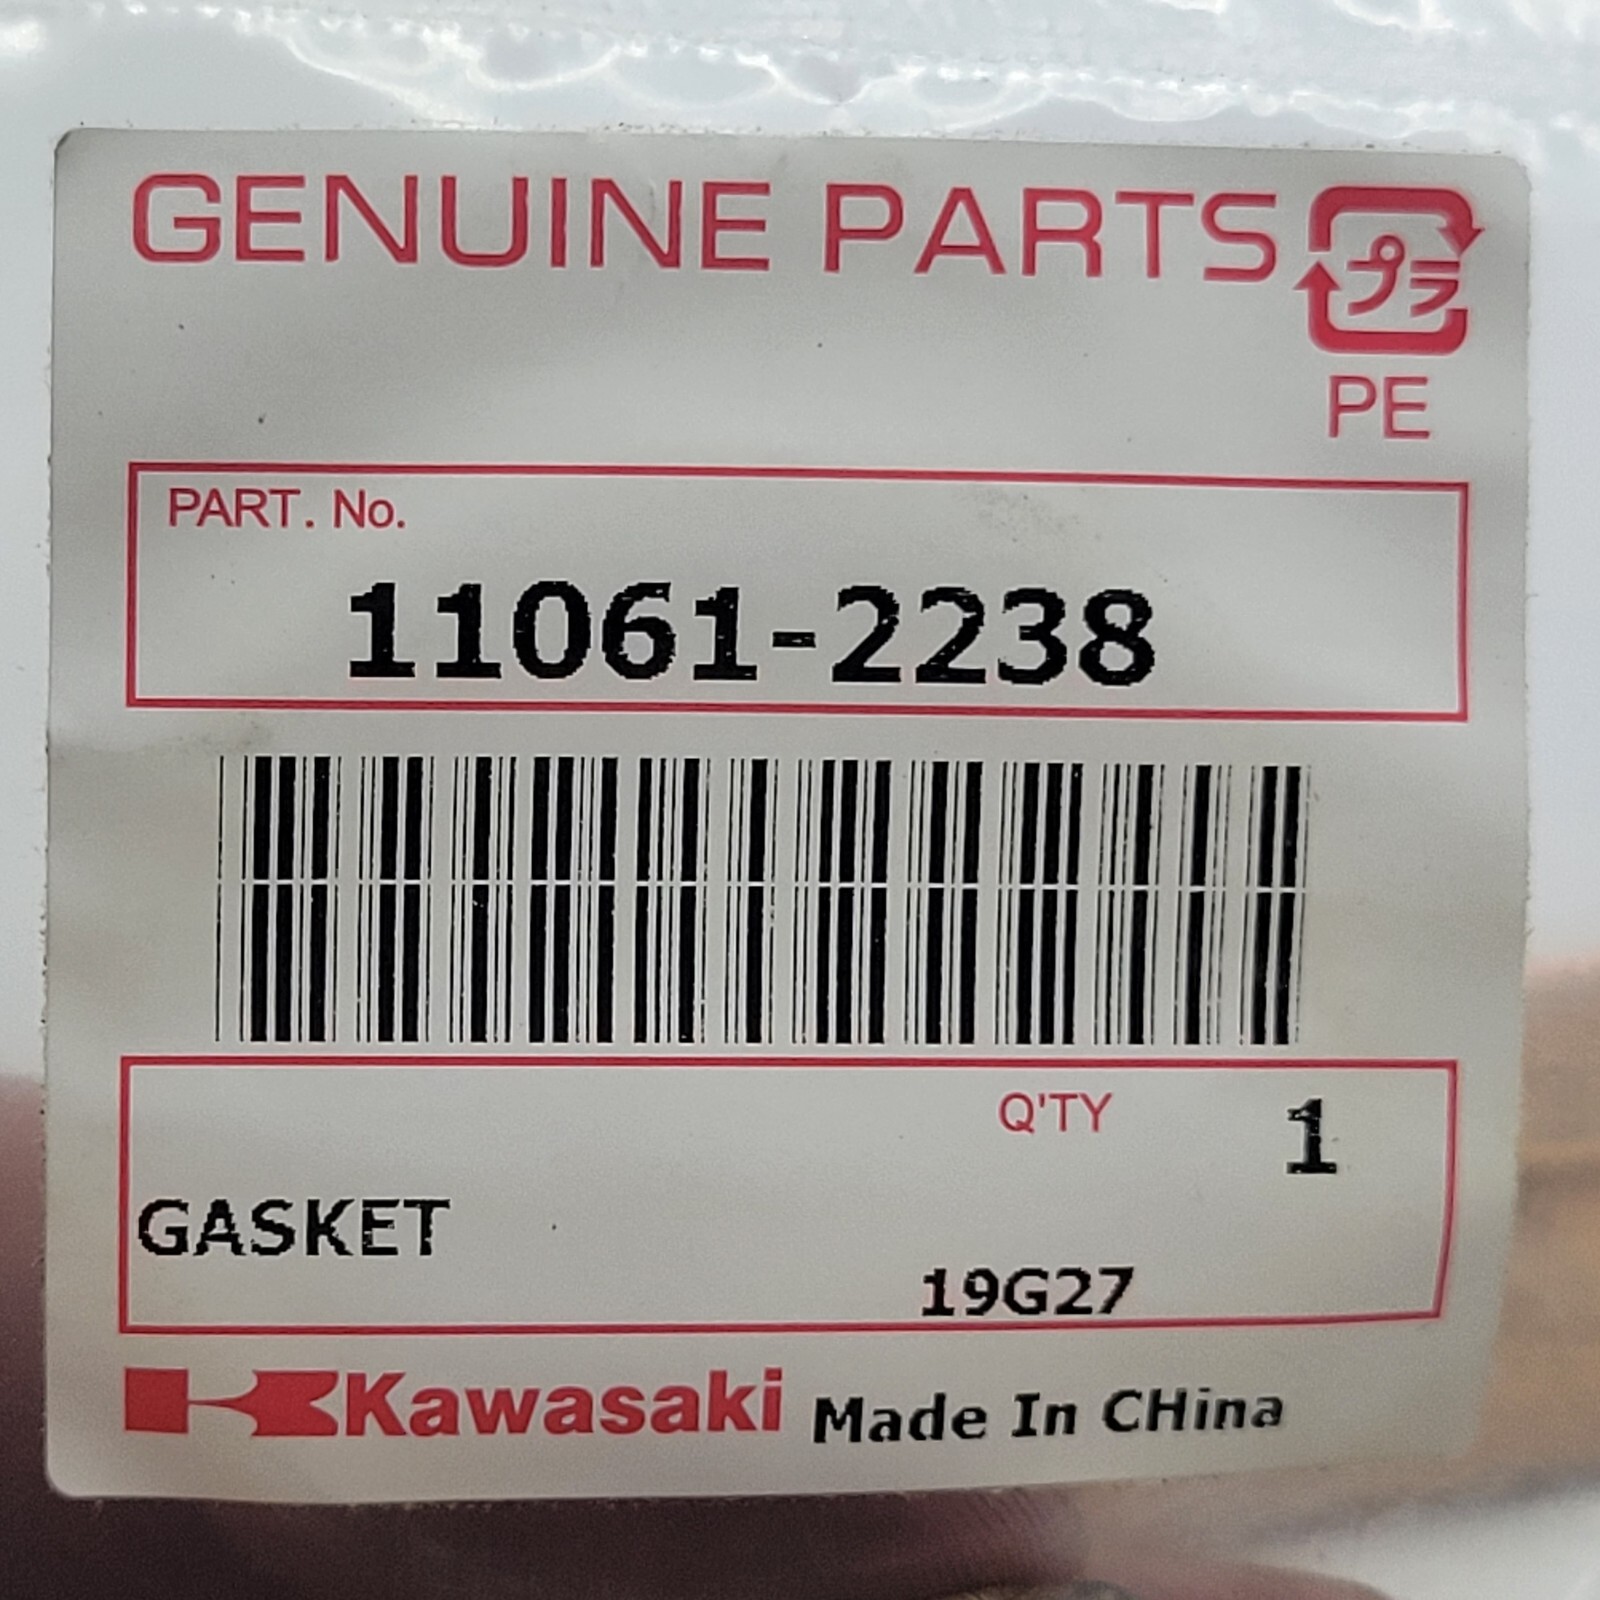 GENUINE PARTS
プラ
PE
PART. No.
11061-2238
Q'TY 1
GASKET
19G27
Kawasaki Made In CHina